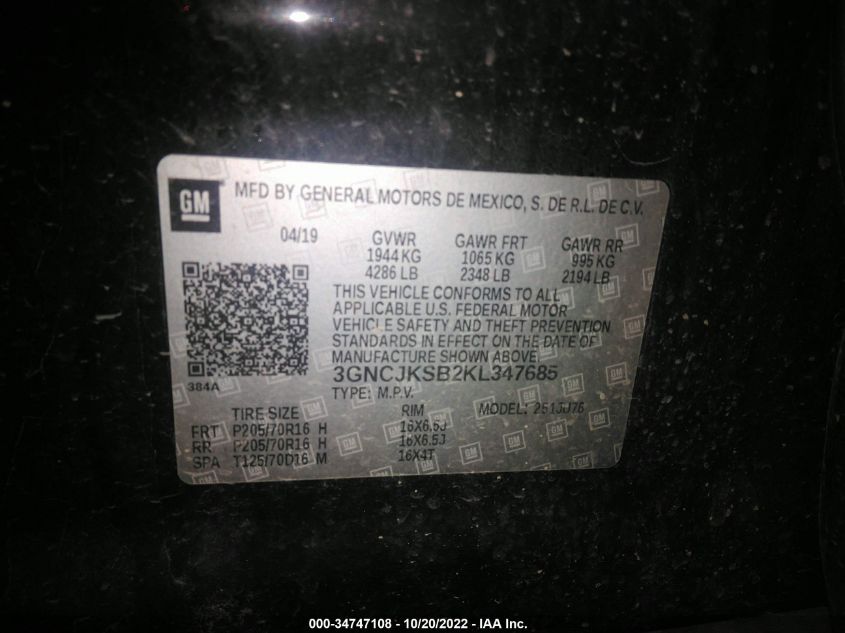 GM
MFD BY GENERAL MOTORS DE MEXICO, S. DE R.L. DE C.V.
04/19 GVWR GAWR FRT GAWR RR
1944 KG 1065 KG 995 KG
4286 LB 2348 LB 2194 LB
THIS VEHICLE CONFORMS TO ALL
APPLICABLE U.S. FEDERAL MOTOR
VEHICLE SAFETY AND THEFT PREVENTION
STANDARDS IN EFFECT ON THE DATE OF
MANUFACTURE SHOWN ABOVE
384A
3GNCJKSB2KL347685
TYPE: M.P.V.
TIRE SIZE RIM MODEL:
FRT P205/70R16 H 16X6.5J
RR P205/70R16 H 16X6.5J
SPA T125/70D16 M 16X4T
000-34747108 - 10/20/2022 - IAA Inc.